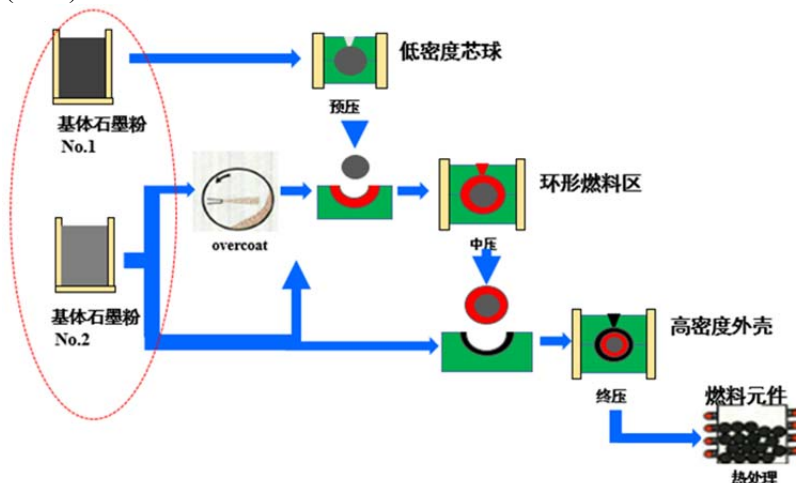 低密度芯球
基体石墨粉
No.1
预压
环形燃料区
overcoat
中压
基体石墨粉
No.2
高密度外壳
终压
燃料元件
热处理